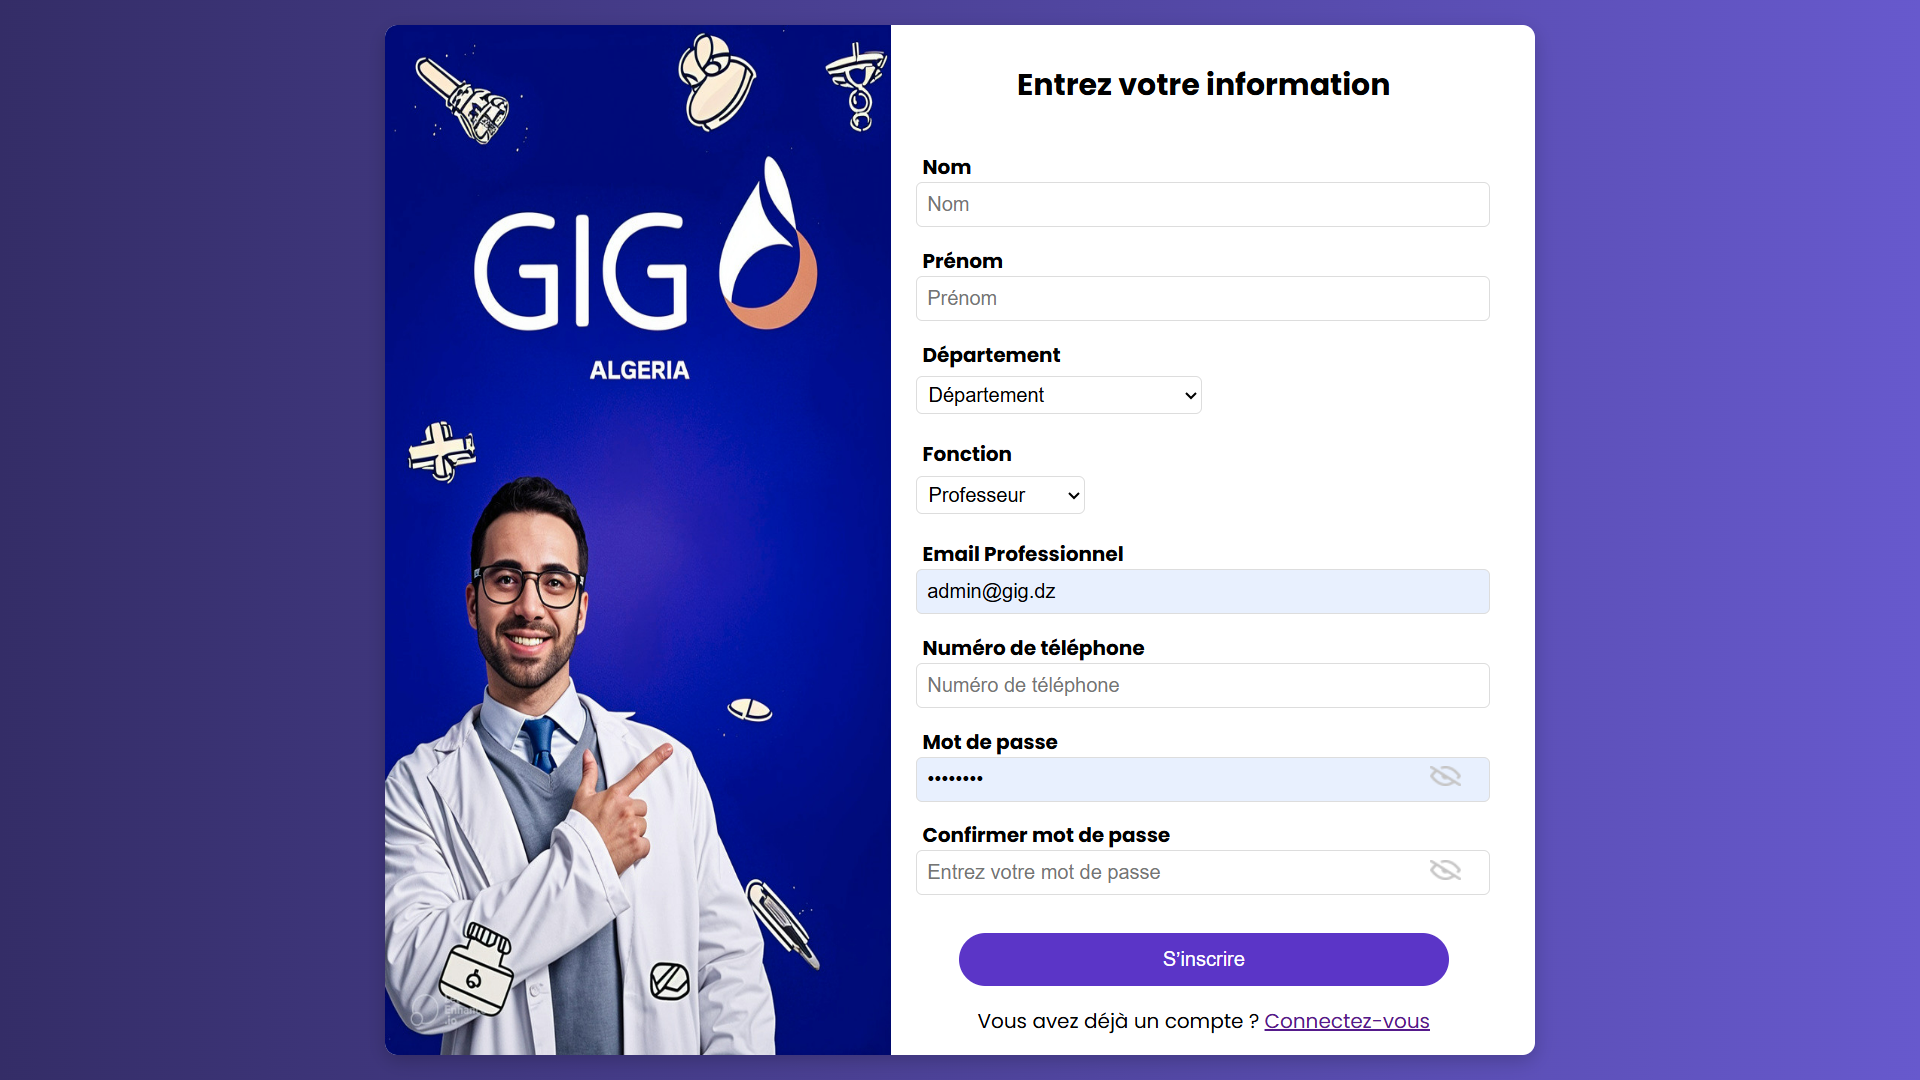 GIG
ALGERIA
Entrez votre information
Nom
Nom
Prénom
Prénom
Département
Département
Fonction
Professeur
Email Professionnel
admin@gig.dz
Numéro de téléphone
Numéro de téléphone
Mot de passe
••••••••
Confirmer mot de passe
Entrez votre mot de passe
S'inscrire
Vous avez déjà un compte ? Connectez-vous